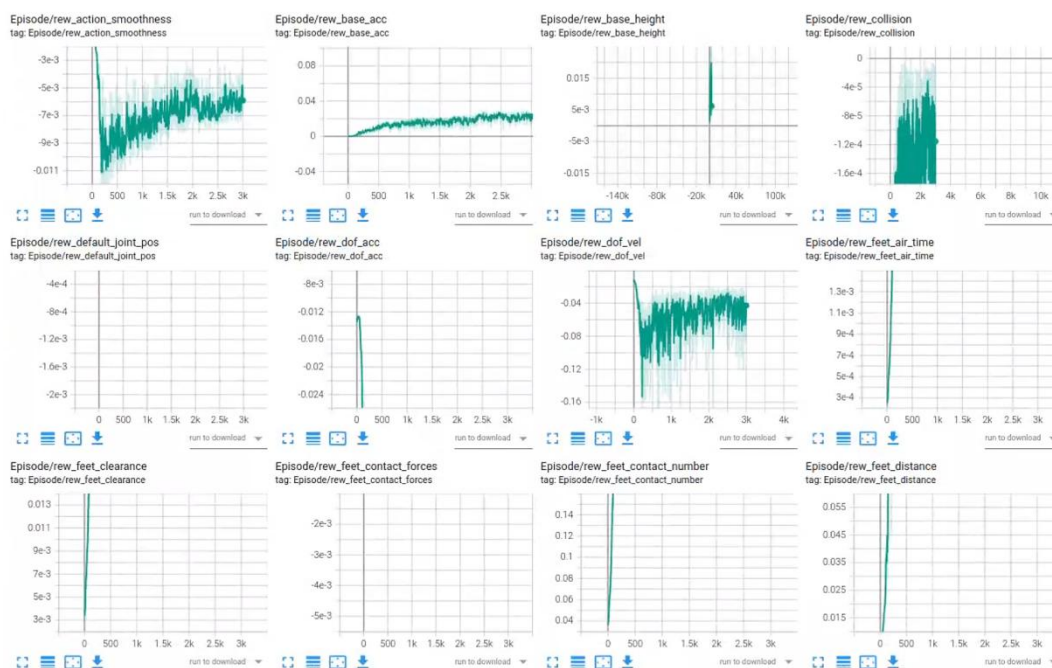 Episode/rew_action_smoothness
tag: Episode/rew_action_smoothness
-3e-3
-5e-3
-7e-3
-9e-3
-0.011
0 500 1k 1.5k 2k 2.5k 3k
run to download
Episode/rew_base_acc
tag: Episode/rew_base_acc
0.08
0.04
0
-0.04
0 500 1k 1.5k 2k 2.5k
run to download
Episode/rew_base_height
tag: Episode/rew_base_height
0.015
5e-3
-5e-3
-0.015
-140k -80k -20k 40k 100k
run to download
Episode/rew_collision
tag: Episode/rew_collision
0
-4e-5
-8e-5
-1.2e-4
-1.6e-4
0 2k 4k 6k 8k 10k
run to download
Episode/rew_default_joint_pos
tag: Episode/rew_default_joint_pos
-4e-4
-8e-4
-1.2e-3
-1.6e-3
-2e-3
0 500 1k 1.5k 2k 2.5k 3k
run to download
Episode/rew_dof_acc
tag: Episode/rew_dof_acc
-8e-3
-0.012
-0.016
-0.02
-0.024
0 500 1k 1.5k 2k 2.5k 3k
run to download
Episode/rew_dof_vel
tag: Episode/rew_dof_vel
-0.04
-0.08
-0.12
-0.16
-1k 0 1k 2k 3k 4k
run to download
Episode/rew_feet_air_time
tag: Episode/rew_feet_air_time
1.3e-3
1.1e-3
9e-4
7e-4
5e-4
3e-4
0 500 1k 1.5k 2k 2.5k 3k
run to download
Episode/rew_feet_clearance
tag: Episode/rew_feet_clearance
0.013
0.011
9e-3
7e-3
5e-3
3e-3
0 500 1k 1.5k 2k 2.5k 3k
run to download
Episode/rew_feet_contact_forces
tag: Episode/rew_feet_contact_forces
-2e-3
-3e-3
-4e-3
-5e-3
0 500 1k 1.5k 2k 2.5k 3k
run to download
Episode/rew_feet_contact_number
tag: Episode/rew_feet_contact_number
0.14
0.12
0.1
0.08
0.06
0.04
0 500 1k 1.5k 2k 2.5k 3k
run to download
Episode/rew_feet_distance
tag: Episode/rew_feet_distance
0.055
0.045
0.035
0.025
0.015
0 500 1k 1.5k 2k 2.5k 3k
run to download